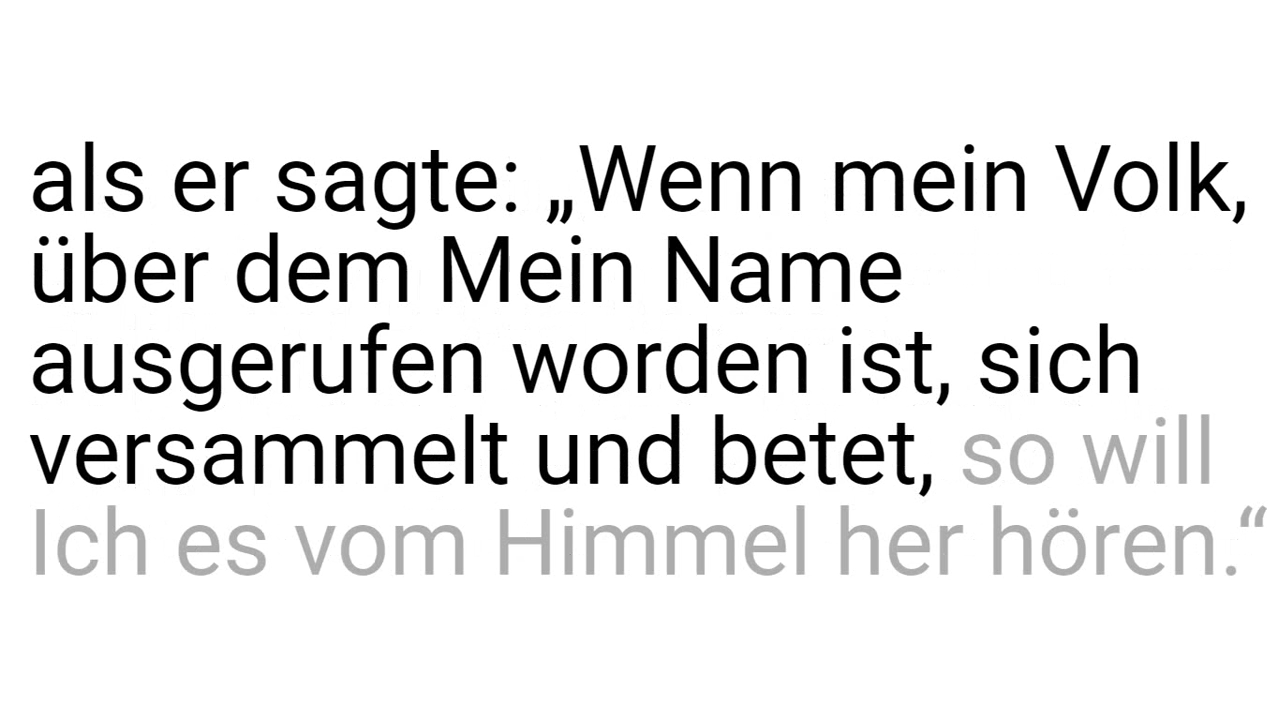 als er sagte: „Wenn mein Volk,
über dem Mein Name
ausgerufen worden ist, sich
versammelt und betet, so will
Ich es vom Himmel her hören.“